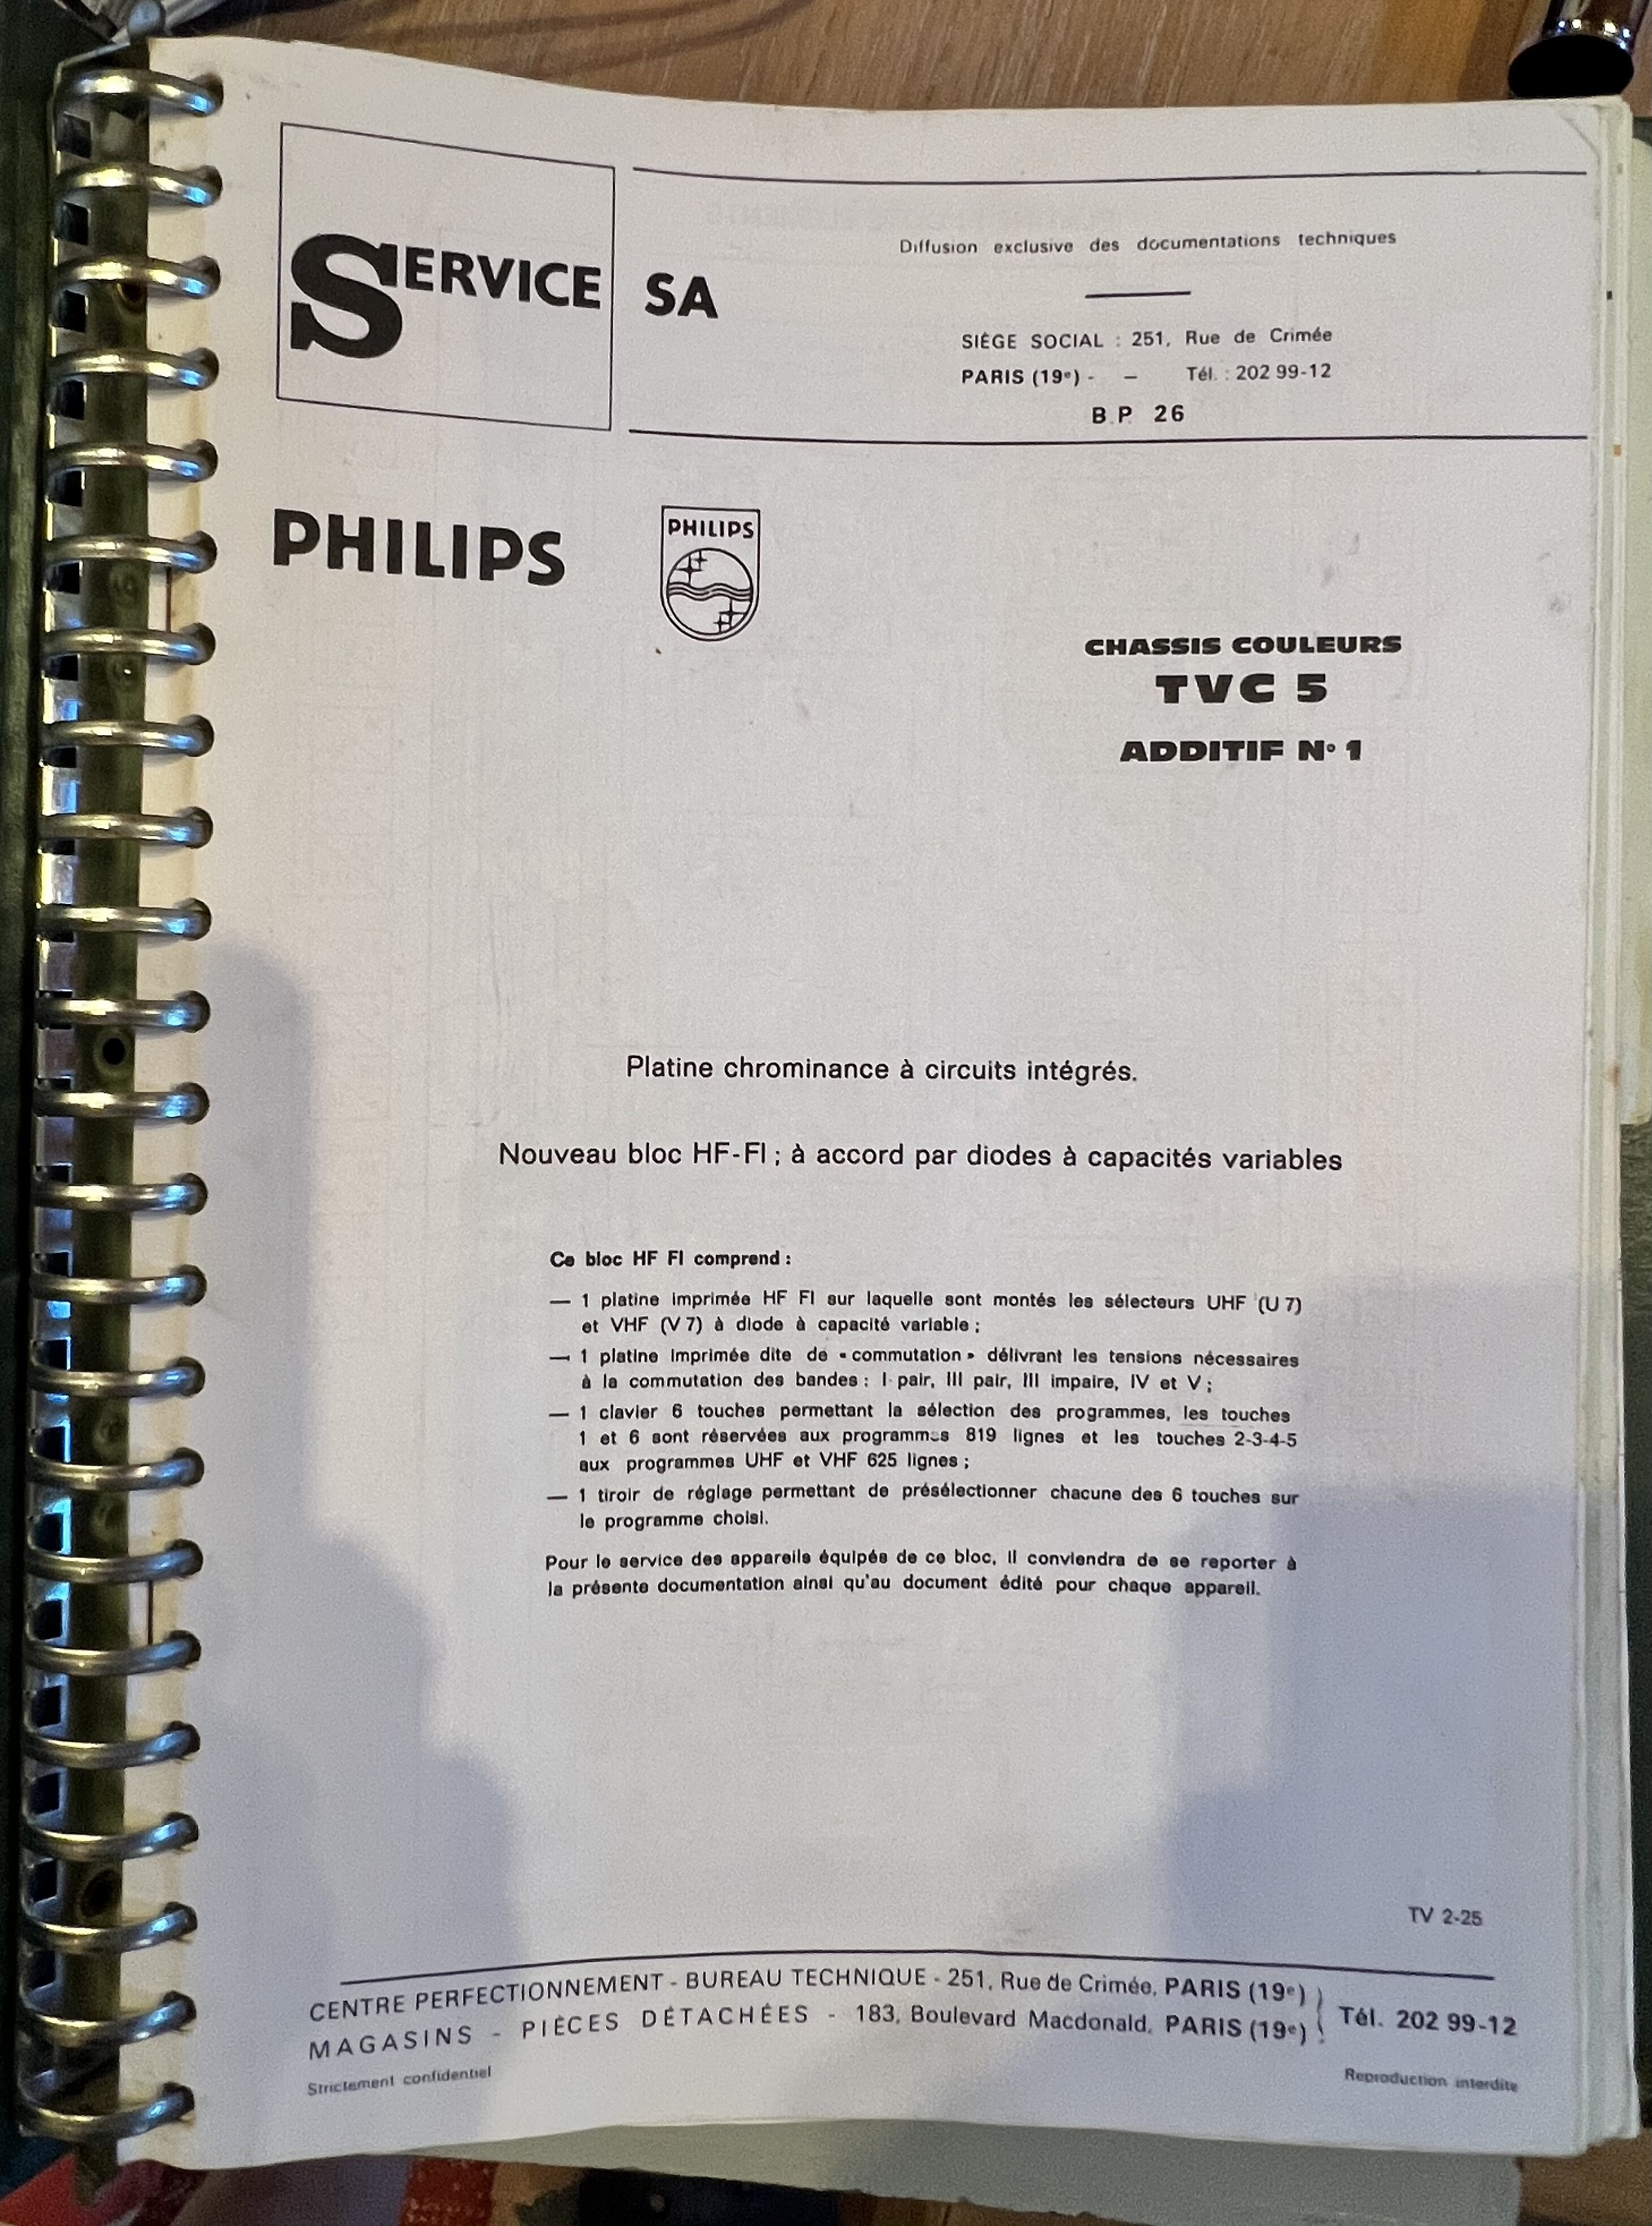 SERVICE SA
Diffusion exclusive des documentations techniques
SIÈGE SOCIAL : 251, Rue de Crimée
PARIS (19e) - – Tél. : 202 99-12
B.P. 26
PHILIPS
PHILIPS
CHASSIS COULEURS
TVC 5
ADDITIF N° 1
Platine chrominance à circuits intégrés.
Nouveau bloc HF-FI ; à accord par diodes à capacités variables
Ce bloc HF FI comprend :
— 1 platine imprimée HF FI sur laquelle sont montés les sélecteurs UHF (U 7)
et VHF (V 7) à diode à capacité variable ;
— 1 platine imprimée dite de « commutation » délivrant les tensions nécessaires
à la commutation des bandes : I pair, III pair, III impaire, IV et V ;
— 1 clavier 6 touches permettant la sélection des programmes, les touches
1 et 6 sont réservées aux programmes 819 lignes et les touches 2-3-4-5
aux programmes UHF et VHF 625 lignes ;
— 1 tiroir de réglage permettant de présélectionner chacune des 6 touches sur
le programme choisi.
Pour le service des appareils équipés de ce bloc, il conviendra de se reporter à
la présente documentation ainsi qu'au document édité pour chaque appareil.
TV 2-25
CENTRE PERFECTIONNEMENT - BUREAU TECHNIQUE - 251, Rue de Crimée, PARIS (19e)
MAGASINS - PIÈCES DÉTACHÉES - 183, Boulevard Macdonald, PARIS (19e)
Tél. 202 99-12
Strictement confidentiel
Reproduction interdite